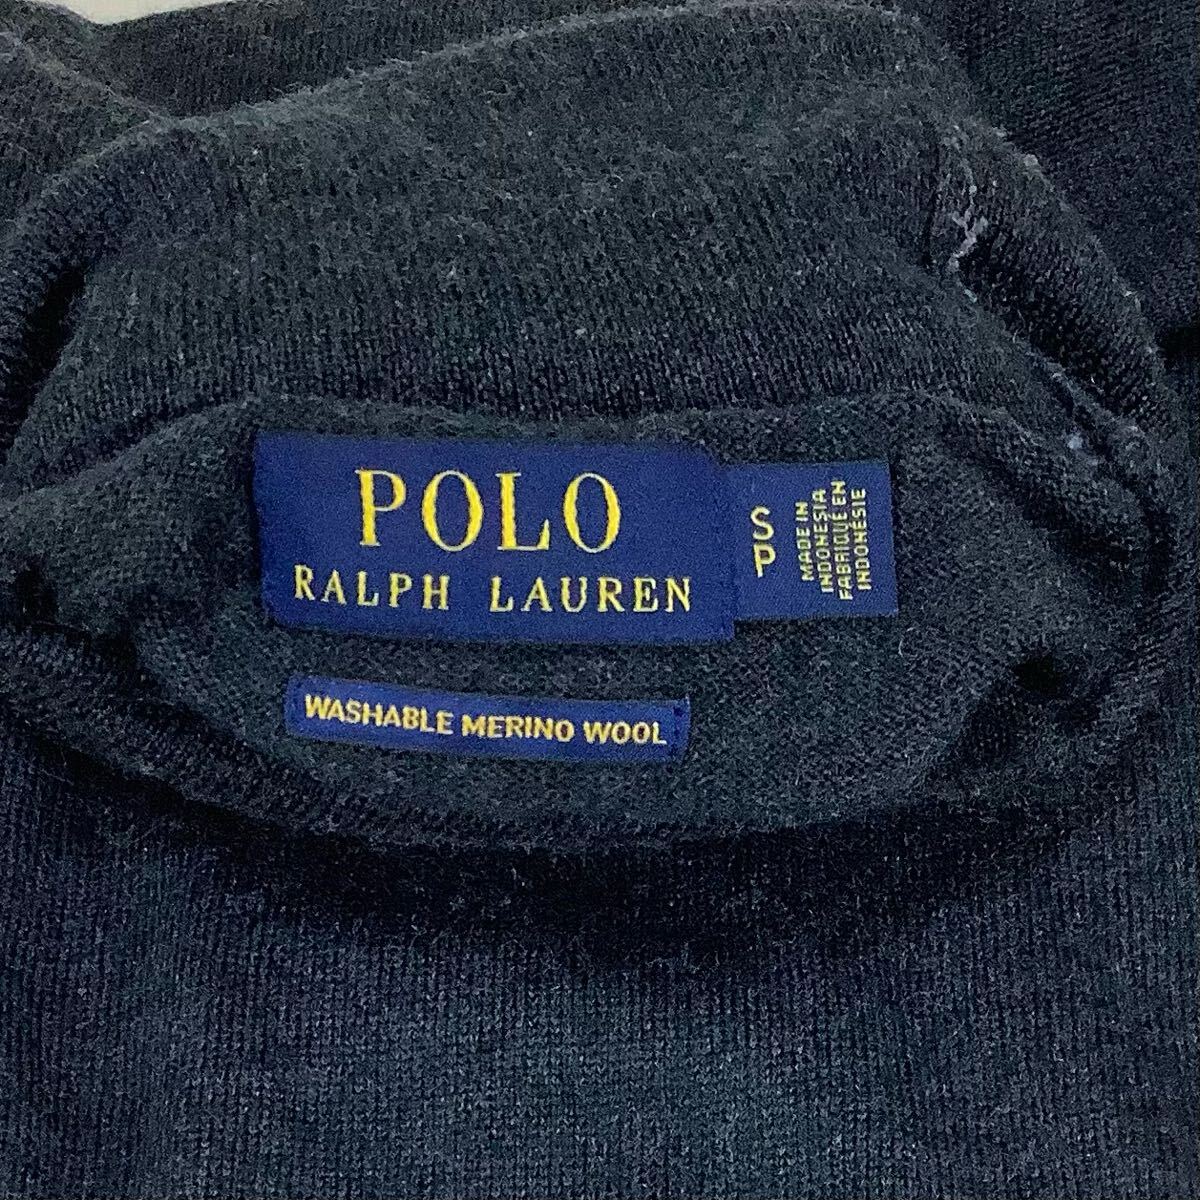 POLO
RALPH LAUREN
S
P
MADE IN
INDONESIA
FABRIQUÉ EN
INDONÉSIE
WASHABLE MERINO WOOL